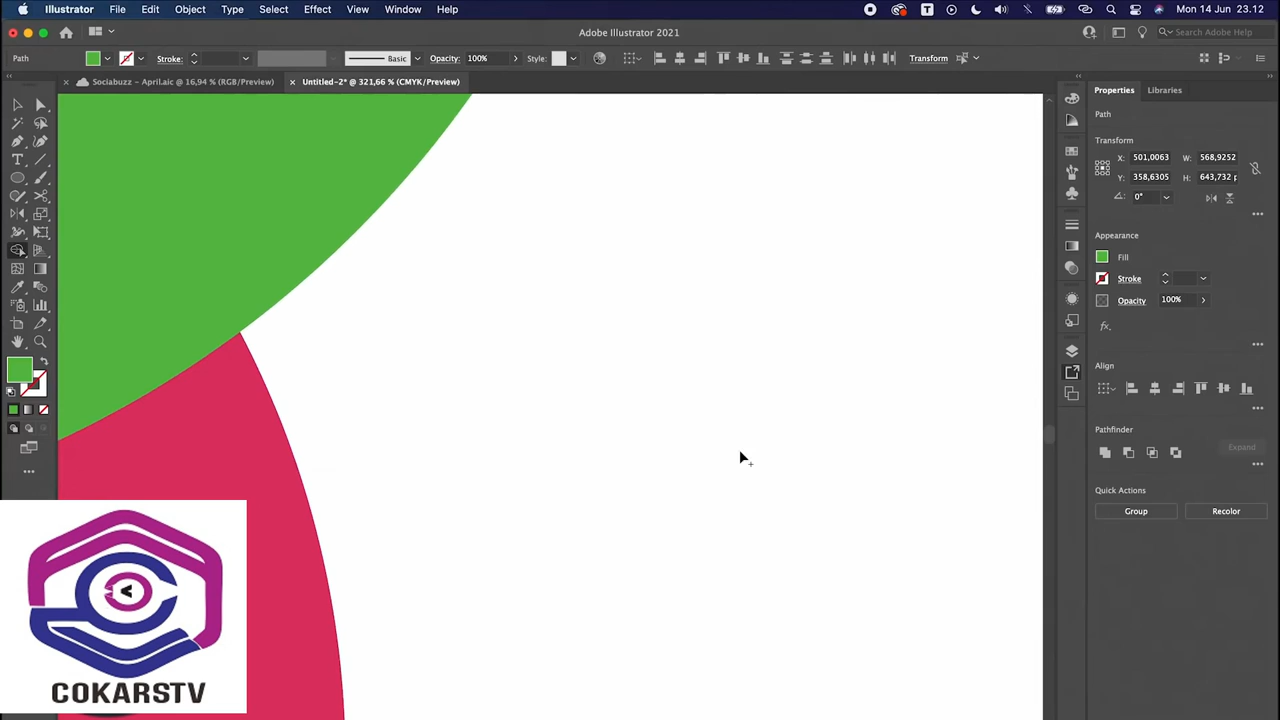 Illustrator File Edit Object Type Select Effect View Window Help Mon 14 Jun 23.12
Adobe Illustrator 2021 Search Adobe Help
Path Stroke: Basic Opacity: 100% Style: Transform
Sociabuzz – April.aic @ 16,94 % (RGB/Preview) Untitled-2* @ 321,66 % (CMYK/Preview)
Properties Libraries
Path
Transform
X: 501,0063 W: 568,9252
Y: 358,6305 H: 643,732 p
0°
Appearance
Fill
Stroke
Opacity 100%
fx.
Align
Pathfinder
Expand
Quick Actions
Group Recolor
COKARSTV